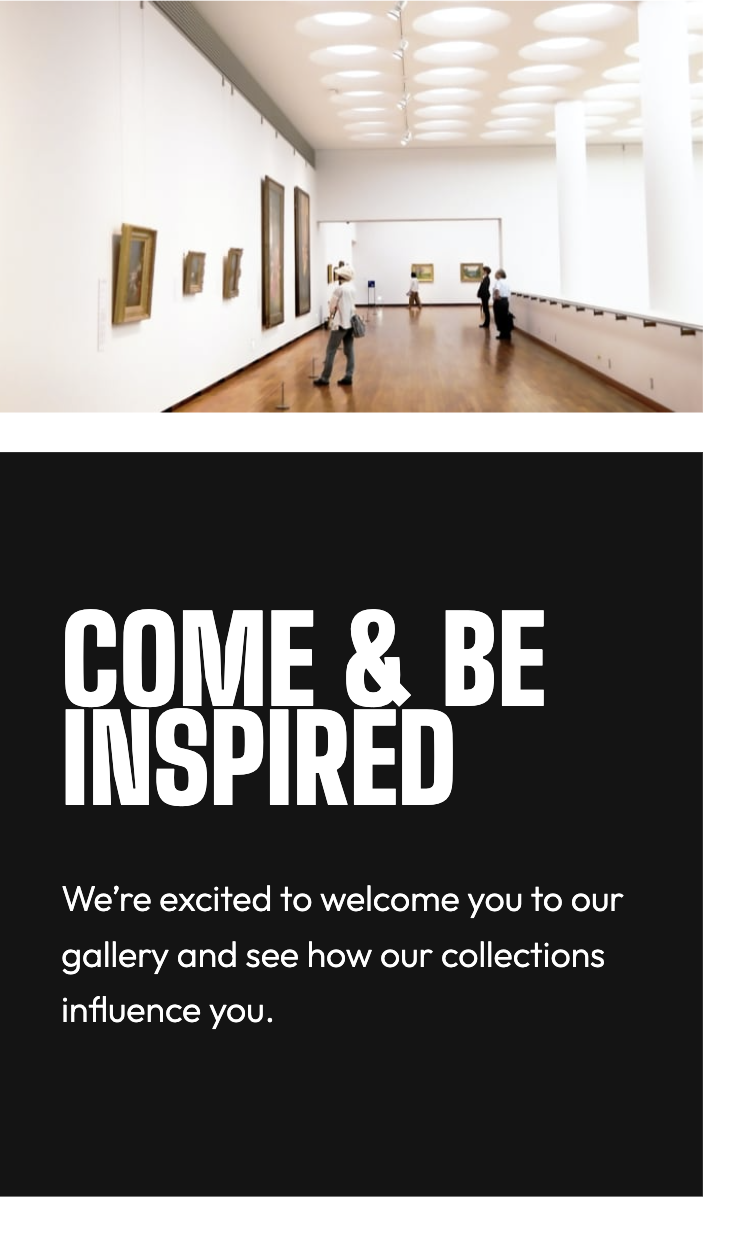 COME & BE
INSPIRED
We’re excited to welcome you to our
gallery and see how our collections
influence you.